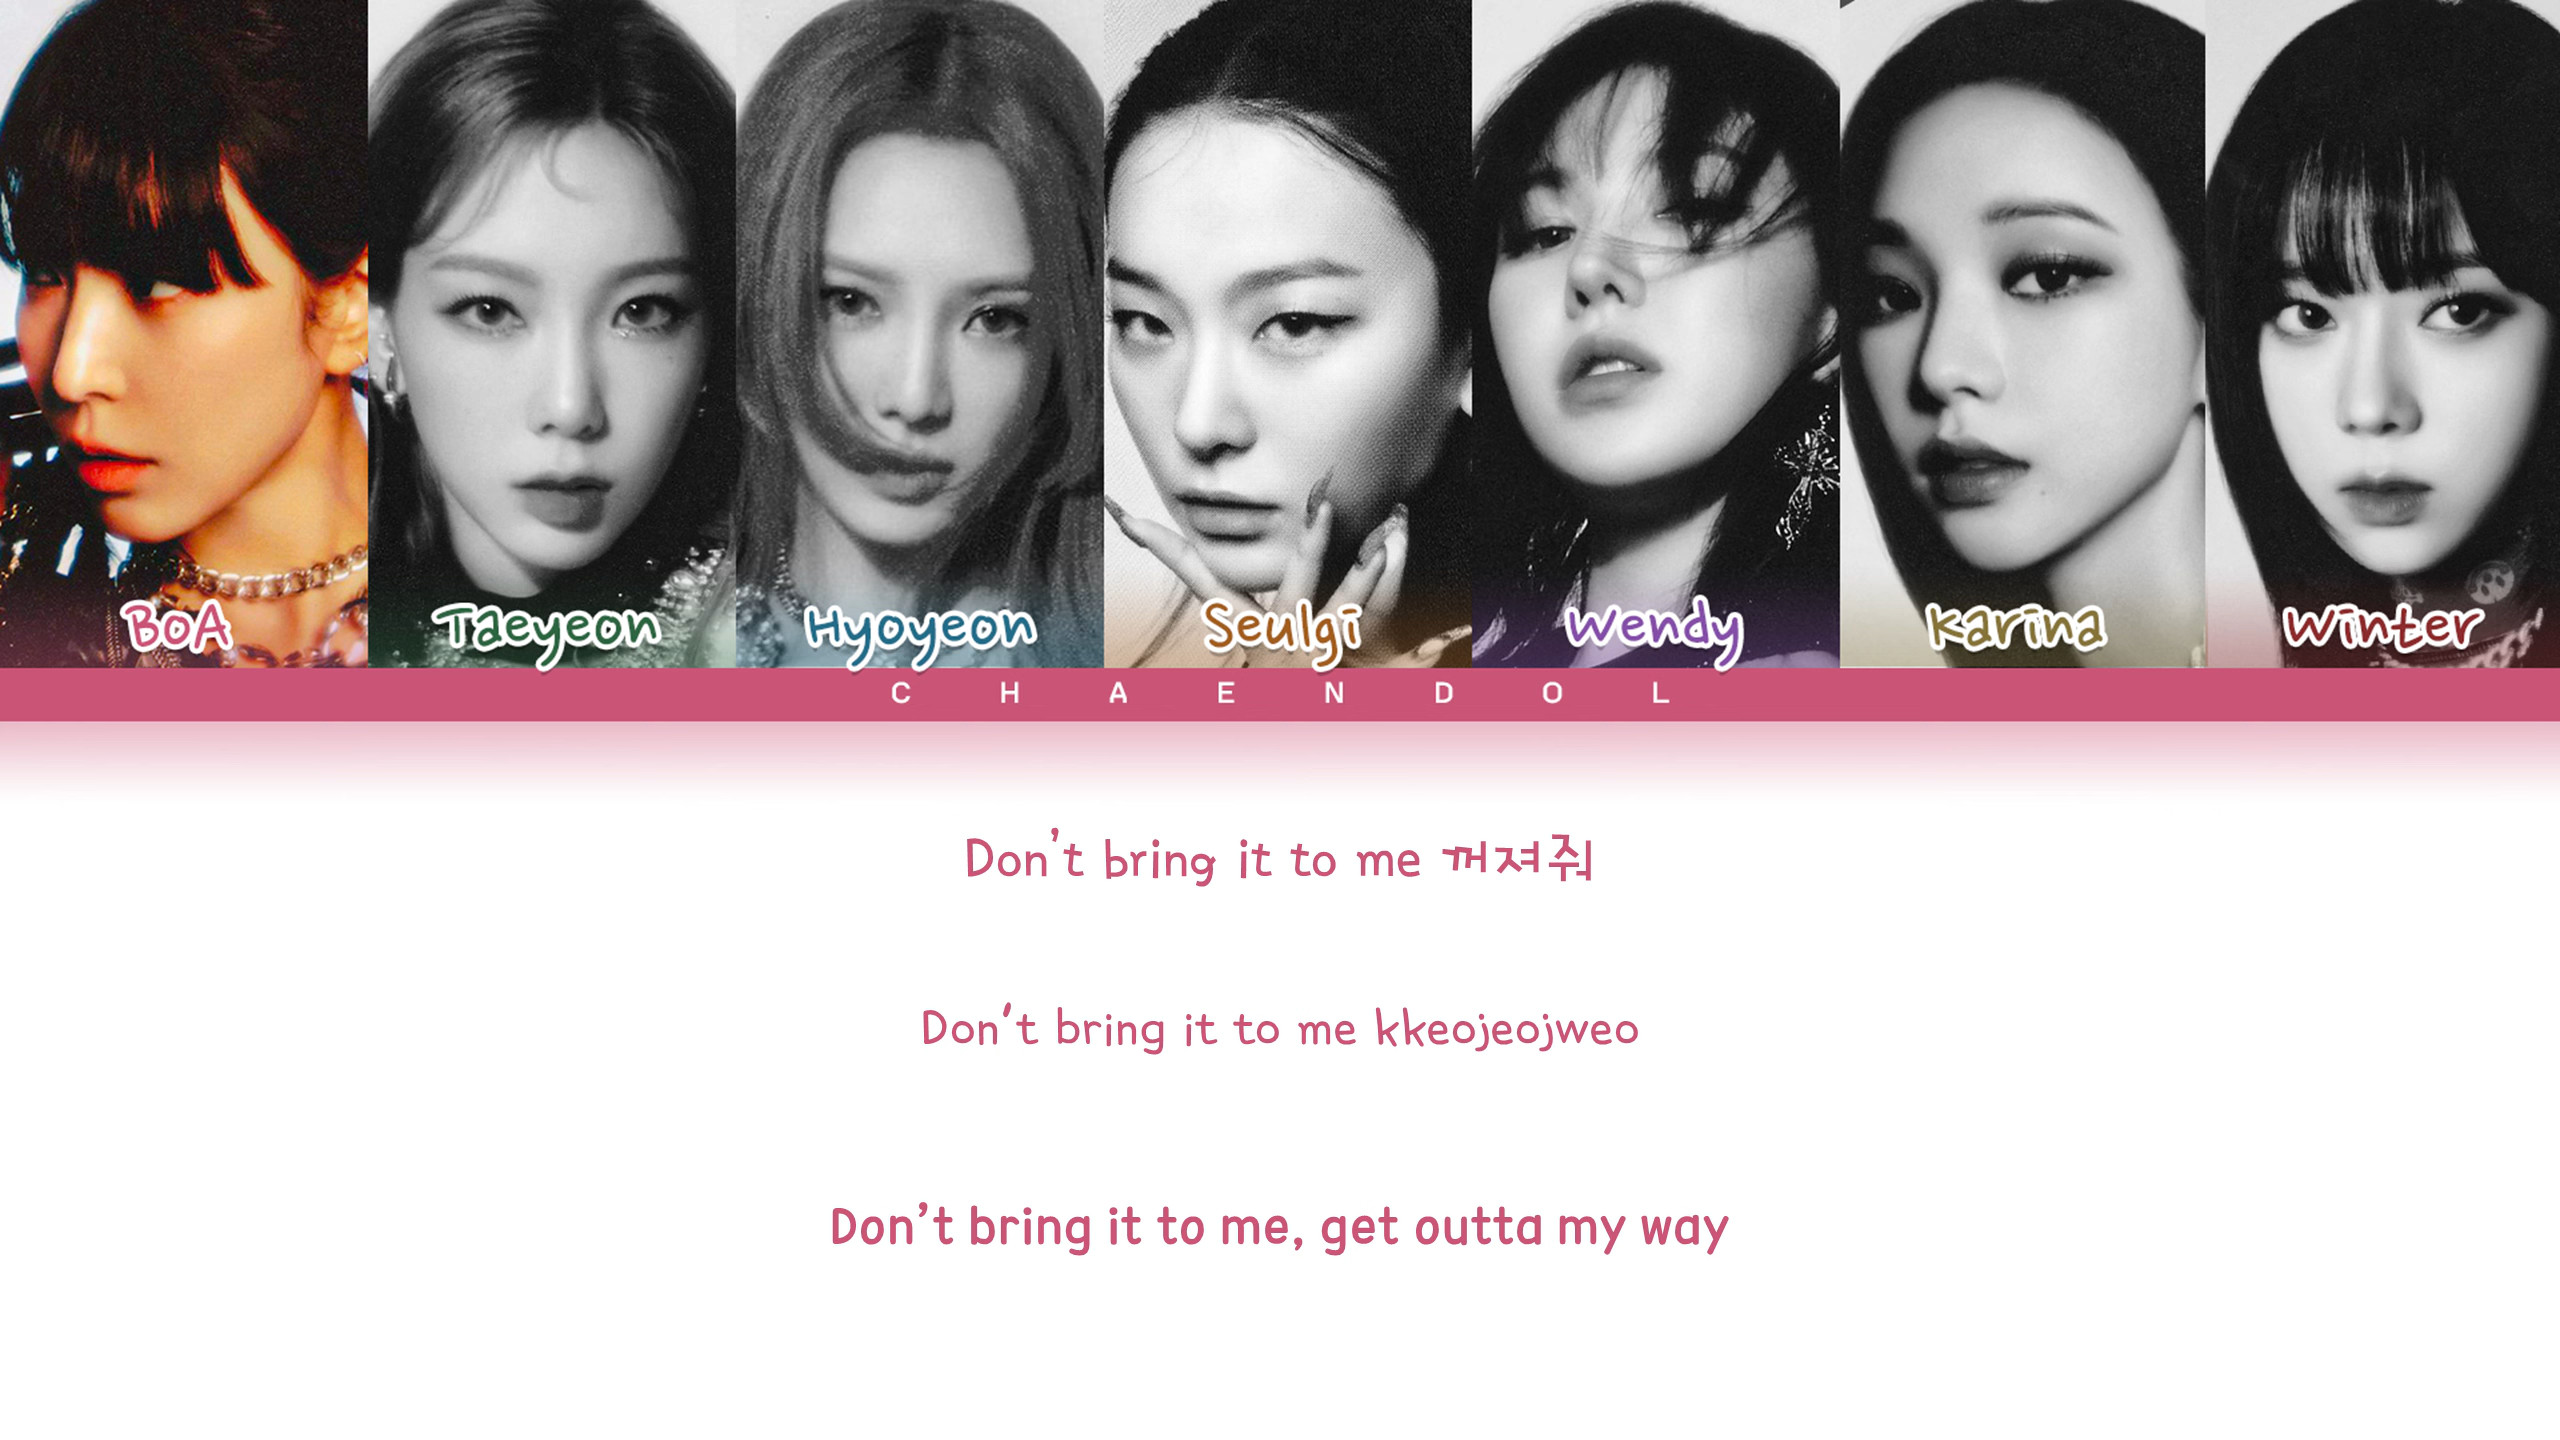 BoA Taeyeon Hyoyeon Seulgi Wendy Karina Winter
CHAENDOL
Don't bring it to me 꺼져줘
Don't bring it to me kkeojeojweo
Don't bring it to me, get outta my way